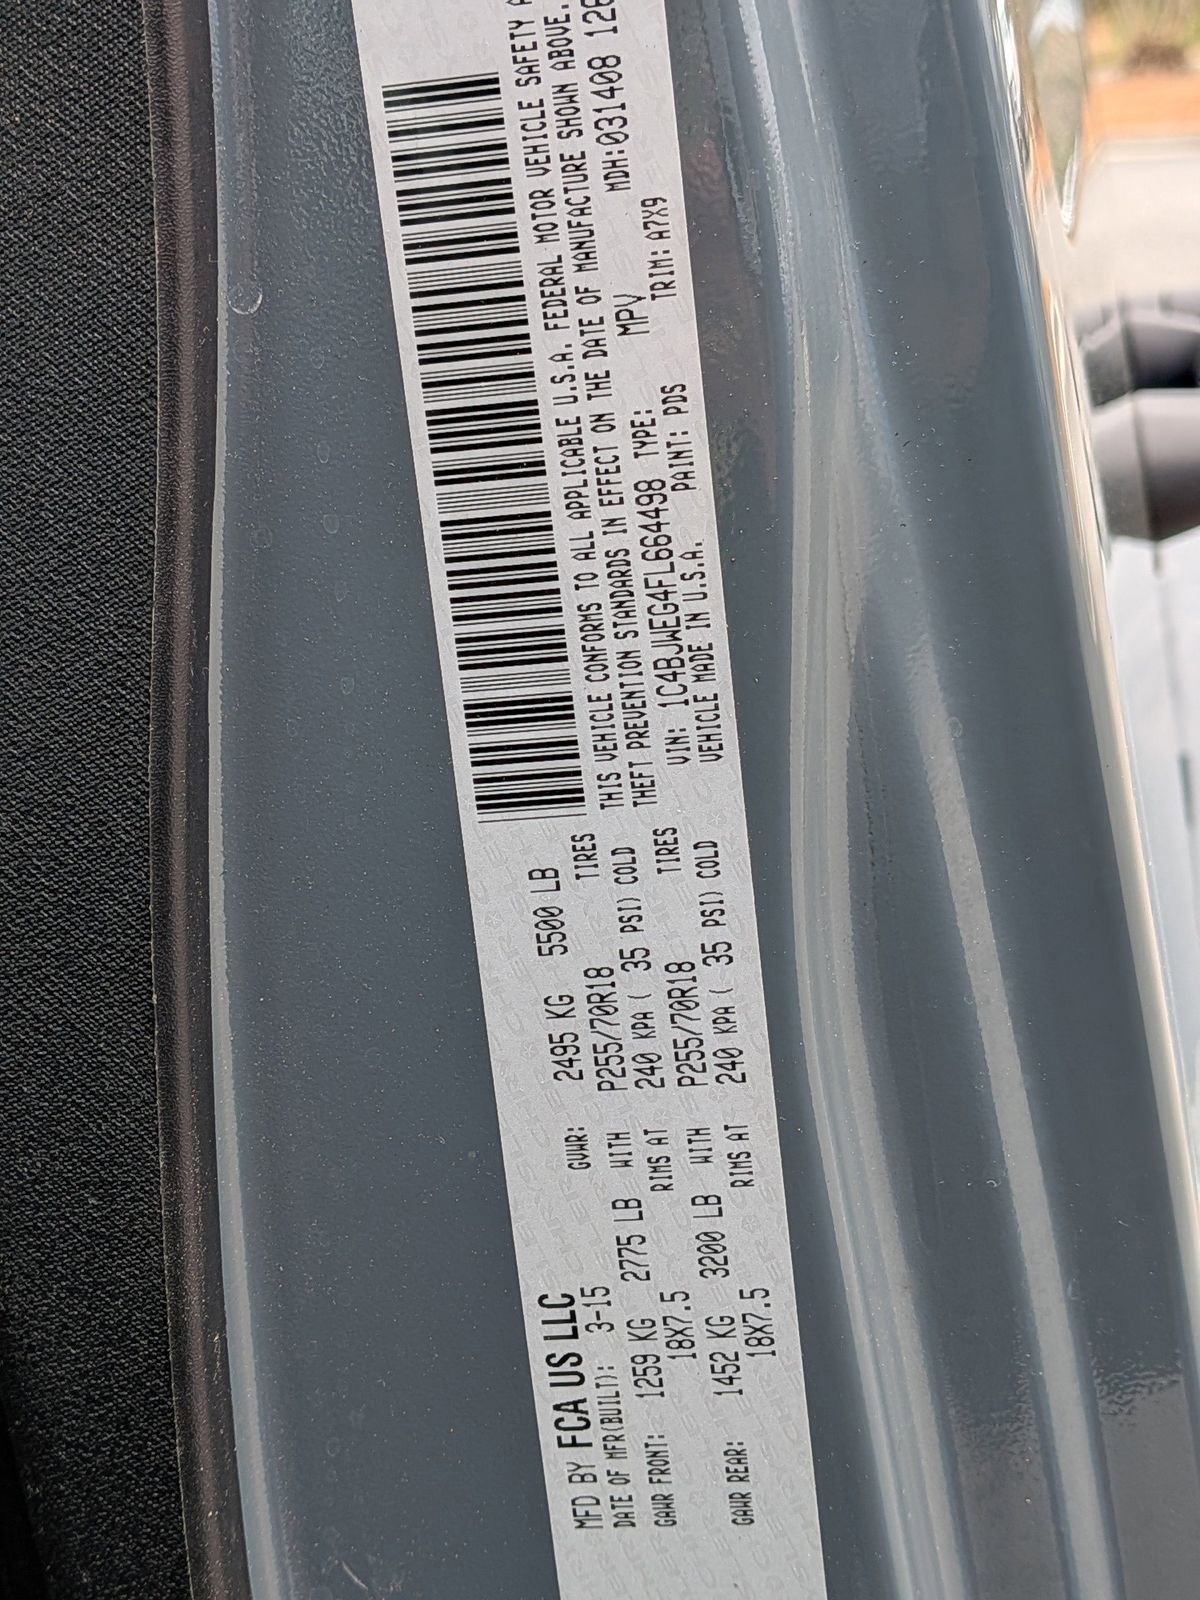 MFD BY FCA US LLC
DATE OF MFR(BUILT): 3-15 GVWR: 2495 KG 5500 LB
GAWR FRONT: 1259 KG 2775 LB WITH P255/70R18 TIRES
18X7.5 RIMS AT 240 KPA ( 35 PSI) COLD
GAWR REAR: 1452 KG 3200 LB WITH P255/70R18 TIRES
18X7.5 RIMS AT 240 KPA ( 35 PSI) COLD
THIS VEHICLE CONFORMS TO ALL APPLICABLE U.S.A. FEDERAL MOTOR VEHICLE SAFETY
THEFT PREVENTION STANDARDS IN EFFECT ON THE DATE OF MANUFACTURE SHOWN ABOVE.
VIN: 1C4BJWEG4FL664498 TYPE: MPV MDH:031408
VEHICLE MADE IN U.S.A. PAINT: PDS TRIM: A7X9